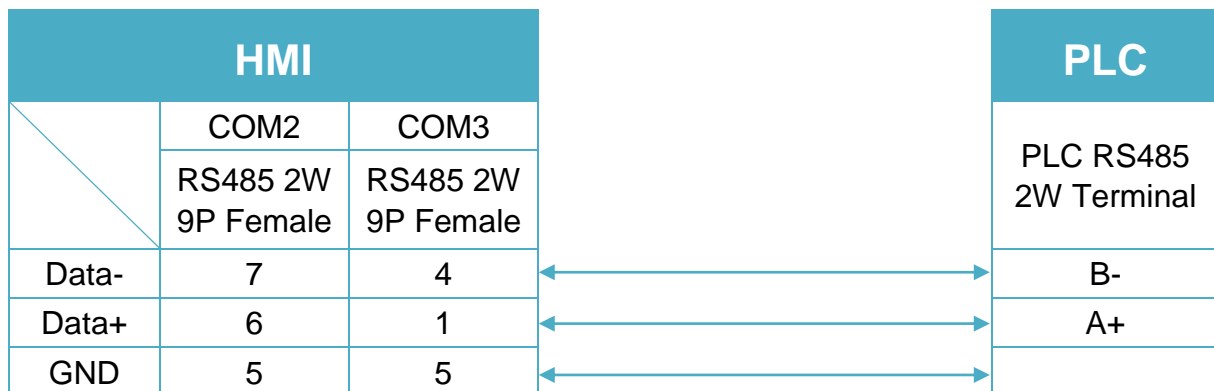 HMI
PLC
COM2 COM3
RS485 2W RS485 2W
9P Female 9P Female
PLC RS485
2W Terminal
Data- 7 4 B-
Data+ 6 1 A+
GND 5 5